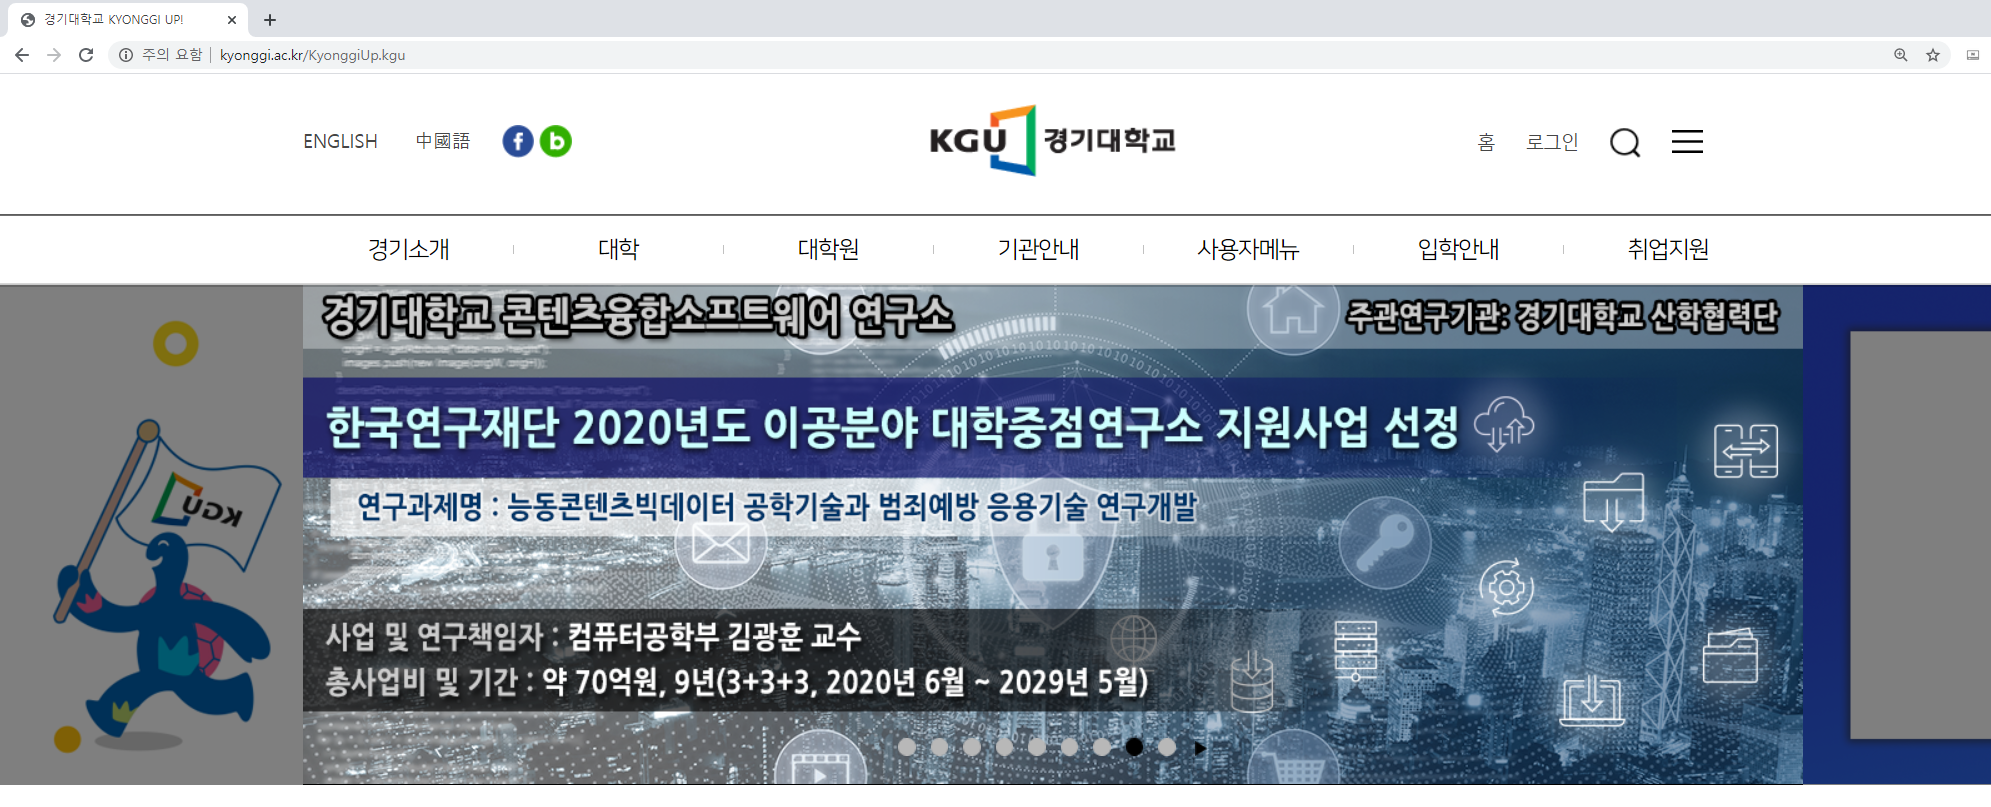 경기대학교 KYONGGI UP!
주의 요함 | kyonggi.ac.kr/KyonggiUp.kgu
ENGLISH 中國語 f b KGU 경기대학교 홈 로그인
경기소개 대학 대학원 기관안내 사용자메뉴 입학안내 취업지원
경기대학교 콘텐츠융합소프트웨어 연구소 주관연구기관: 경기대학교 산학협력단
한국연구재단 2020년도 이공분야 대학중점연구소 지원사업 선정
연구과제명 : 능동콘텐츠빅데이터 공학기술과 범죄예방 응용기술 연구개발
KGU
사업 및 연구책임자 : 컴퓨터공학부 김광훈 교수
총사업비 및 기간 : 약 70억원, 9년(3+3+3, 2020년 6월 ~ 2029년 5월)